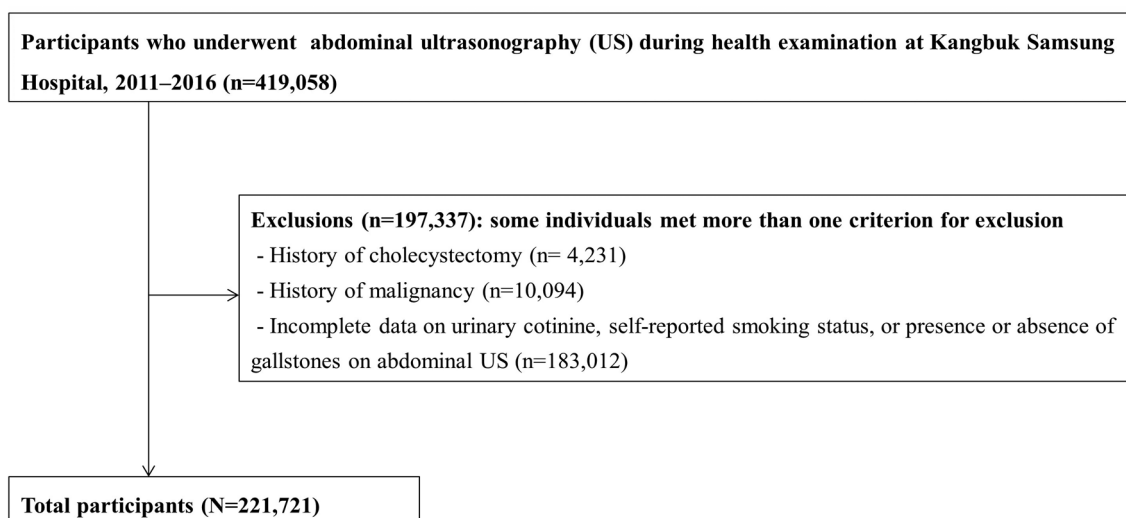 Participants who underwent abdominal ultrasonography (US) during health examination at Kangbuk Samsung
Hospital, 2011–2016 (n=419,058)
Exclusions (n=197,337): some individuals met more than one criterion for exclusion
- History of cholecystectomy (n= 4,231)
- History of malignancy (n=10,094)
- Incomplete data on urinary cotinine, self-reported smoking status, or presence or absence of
gallstones on abdominal US (n=183,012)
Total participants (N=221,721)